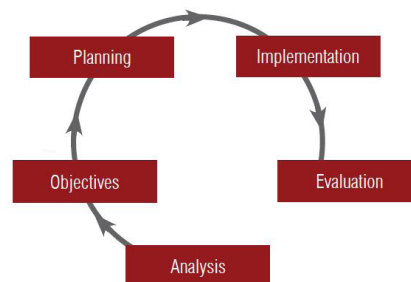 Planning
Implementation
Objectives
Evaluation
Analysis